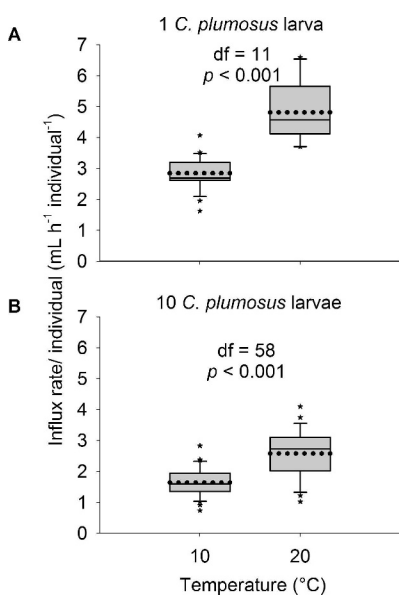 A
1 C. plumosus larva
df = 11
p < 0.001
7
6
5
4
3
2
1
0
B
10 C. plumosus larvae
df = 58
p < 0.001
7
6
5
4
3
2
1
0
10 20
Temperature (°C)
Influx rate/ individual (mL h⁻¹ individual⁻¹)